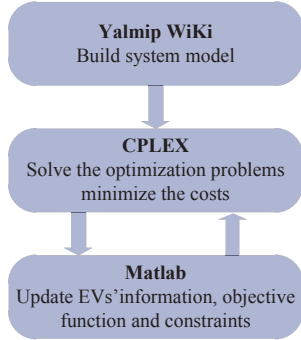 Yalmip WiKi
Build system model
CPLEX
Solve the optimization problems
minimize the costs
Matlab
Update EVs'information, objective
function and constraints